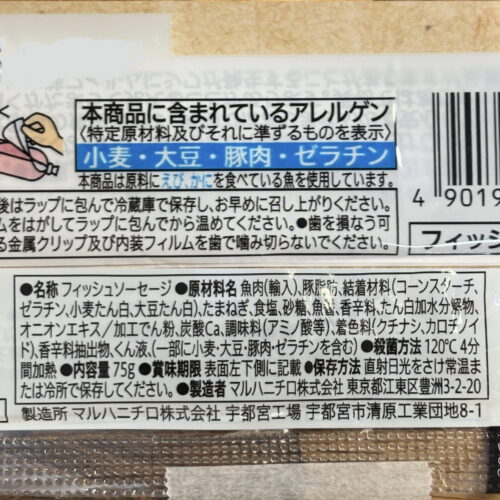 本商品に含まれているアレルゲン
〈特定原材料及びそれに準ずるものを表示〉
小麦・大豆・豚肉・ゼラチン
本商品は原料にえび、かにを食べている魚を使用しています。
後はラップに包んで冷蔵庫で保存し、お早めに召し上がりください。
ムをはがしてラップに包んでから温めてください。●歯を損なう可
る金属クリップ及び内装フィルムを歯で噛み切らないでください。
4 9019
フィッシ
●名称 フィッシュソーセージ ●原材料名 魚肉(輸入)、豚脂肪、結着材料(コーンスターチ、
ゼラチン、小麦たん白、大豆たん白)、たまねぎ、食塩、砂糖、魚醤、香辛料、たん白加水分解物、
オニオンエキス/加工でん粉、炭酸Ca、調味料(アミノ酸等)、着色料(クチナシ、カロチノイ
ド)、香辛料抽出物、くん液、(一部に小麦・大豆・豚肉・ゼラチンを含む) ●殺菌方法 120℃ 4分
間加熱 ●内容量 75g ●賞味期限 表面左下側に記載 ●保存方法 直射日光をさけ常温ま
たは冷所で保存してください。 ●製造者 マルハニチロ株式会社 東京都江東区豊洲3-2-20
製造所 マルハニチロ株式会社 宇都宮工場 宇都宮市清原工業団地8-1